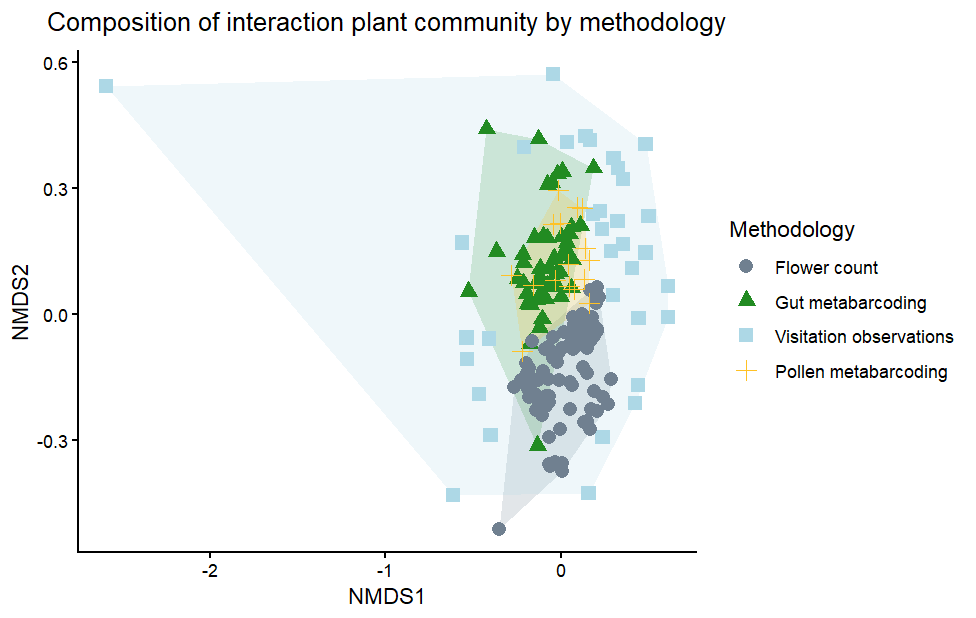 Composition of interaction plant community by methodology
0.6
0.3
0.0
-0.3
NMDS2
-2
-1
0
NMDS1
Methodology
Flower count
Gut metabarcoding
Visitation observations
Pollen metabarcoding